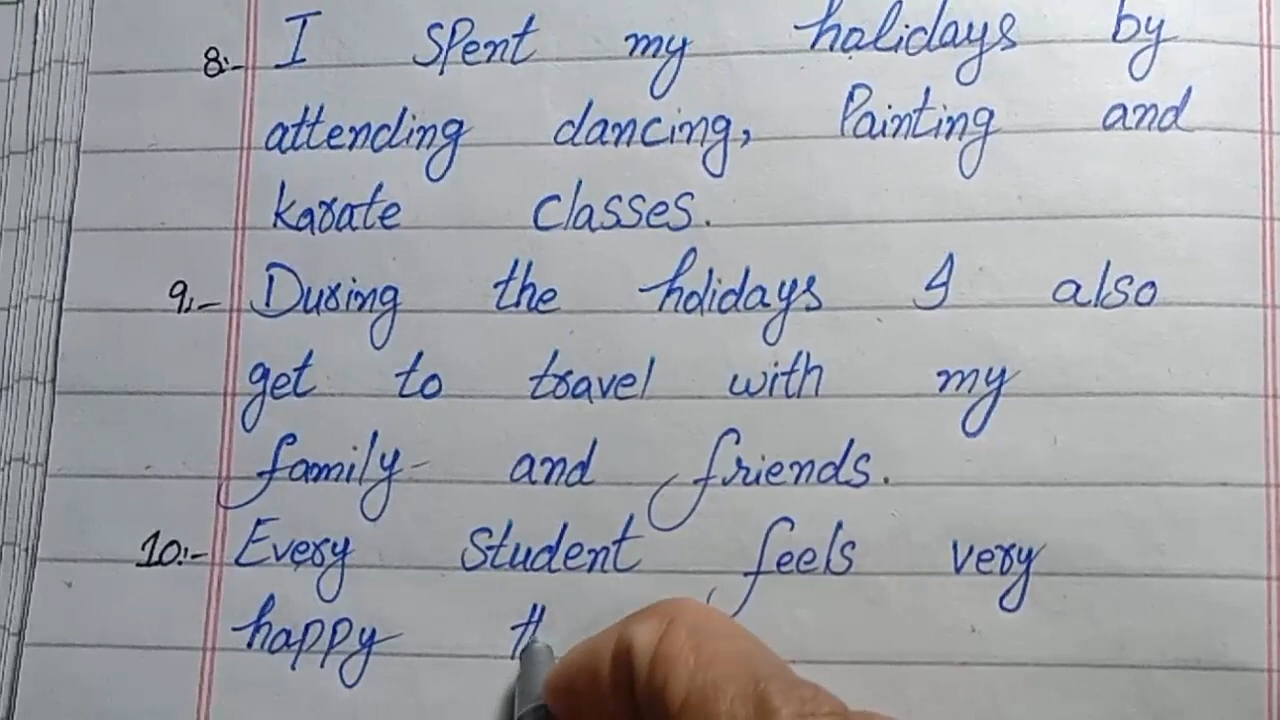 8:- I spent my holidays by
attending dancing, Painting and
karate classes.
9:- During the holidays I also
get to travel with my
family and friends.
10:- Every student feels very
happy